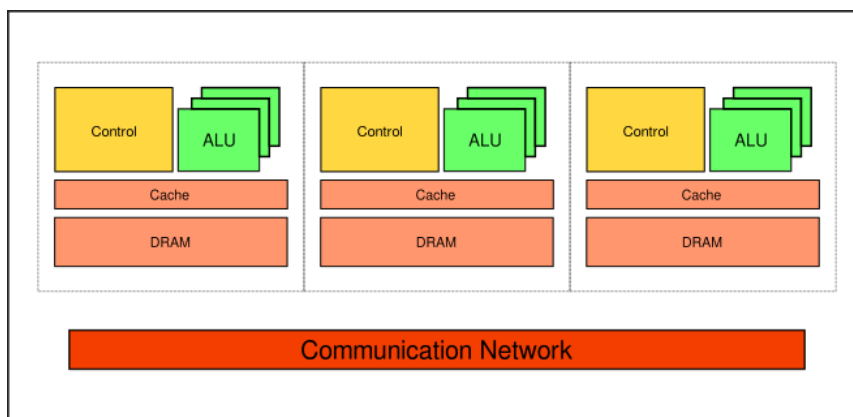 Control ALU
Cache
DRAM
Control ALU
Cache
DRAM
Control ALU
Cache
DRAM
Communication Network